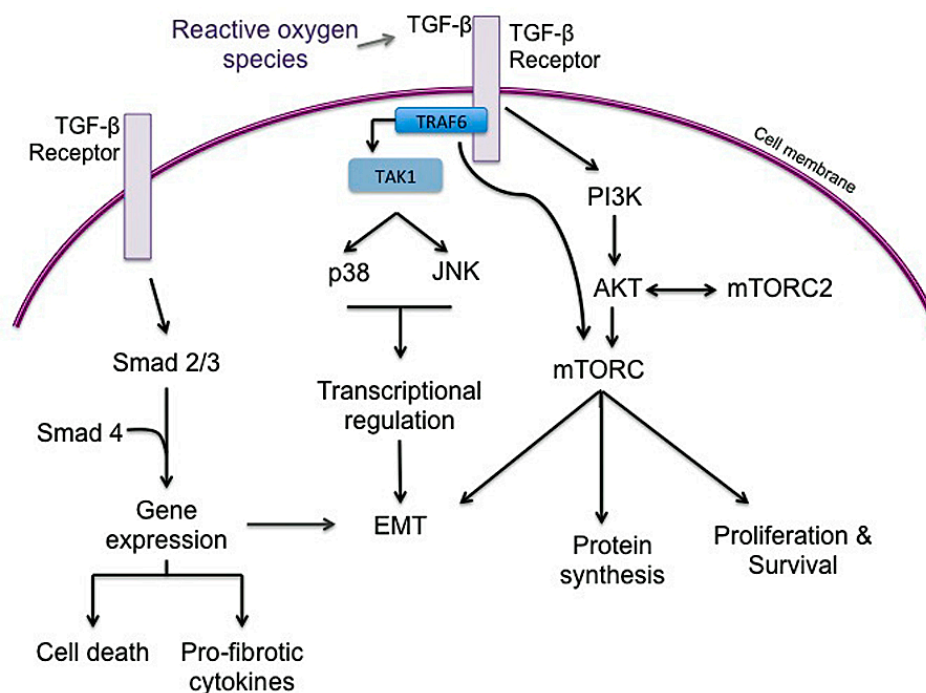 Reactive oxygen
species
TGF-β
TGF-β
Receptor
TGF-β
Receptor
TRAF6
TAK1
Cell membrane
PI3K
p38
JNK
AKT
mTORC2
Smad 2/3
mTORC
Transcriptional
regulation
Smad 4
Gene
expression
EMT
Protein
synthesis
Proliferation &
Survival
Cell death
Pro-fibrotic
cytokines